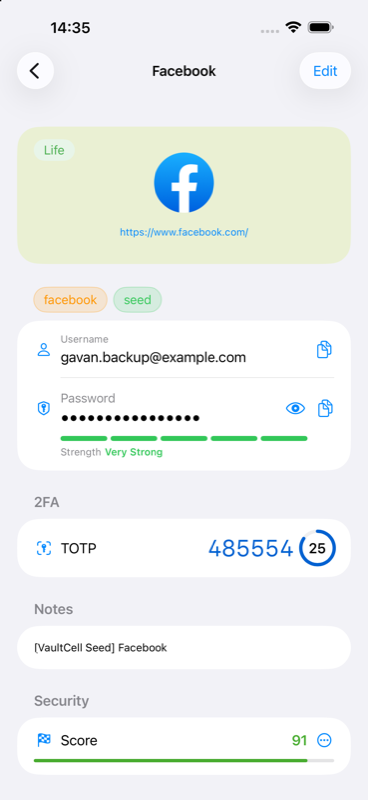 14:35
Facebook
Edit
Life
https://www.facebook.com/
facebook
seed
Username
gavan.backup@example.com
Password
••••••••••••••••
Strength Very Strong
2FA
TOTP
485554
25
Notes
[VaultCell Seed] Facebook
Security
Score
91